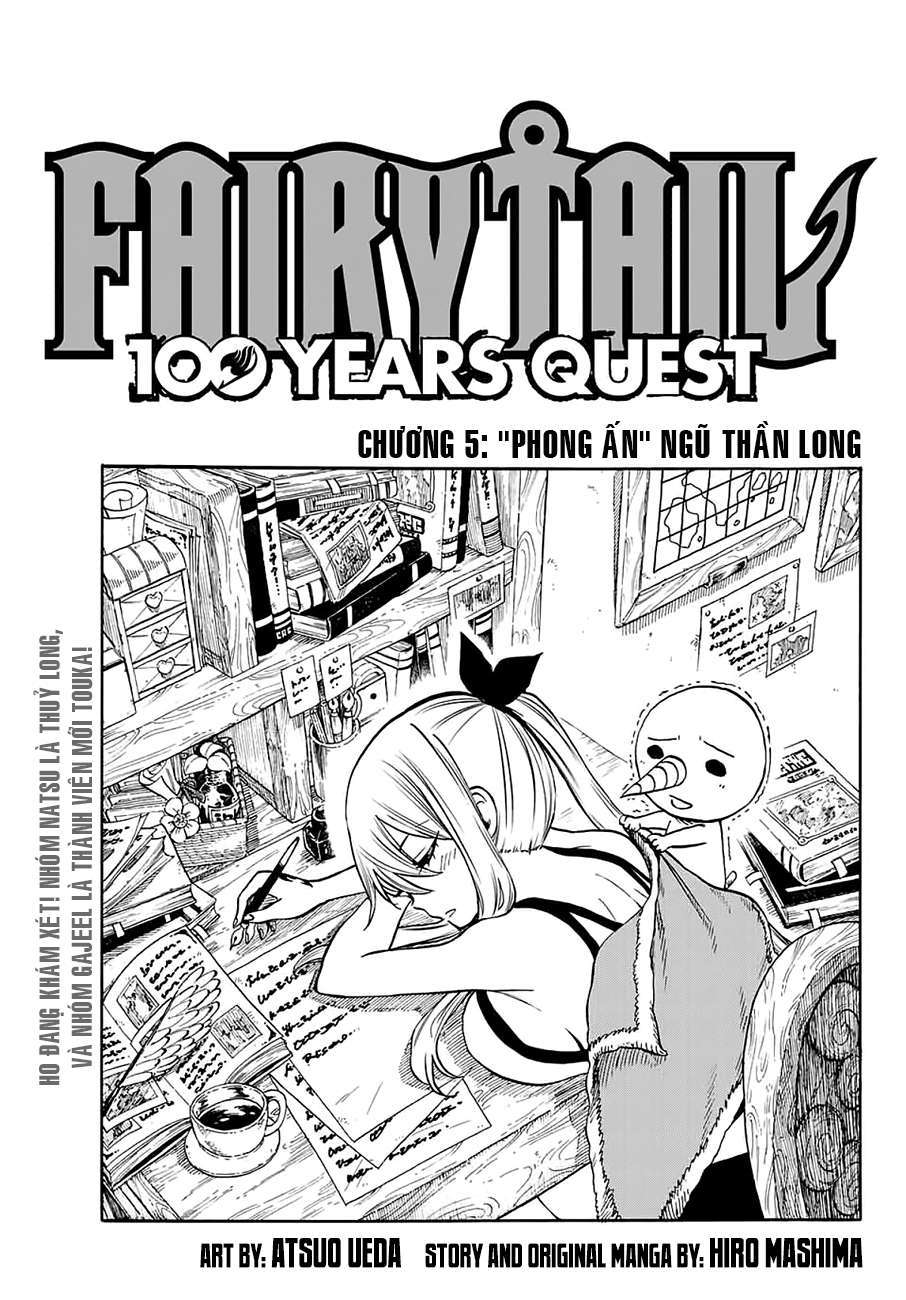 FAIRY TAIL
100 YEARS QUEST
CHƯƠNG 5: "PHONG ẤN" NGŨ THẦN LONG
HỌ ĐANG KHÁM XÉT! NHÓM NATSU LÀ THUỶ LONG,
VÀ NHÓM GAJEEL LÀ THÀNH VIÊN MỚI TOUKA!
ART BY: ATSUO UEDA STORY AND ORIGINAL MANGA BY: HIRO MASHIMA